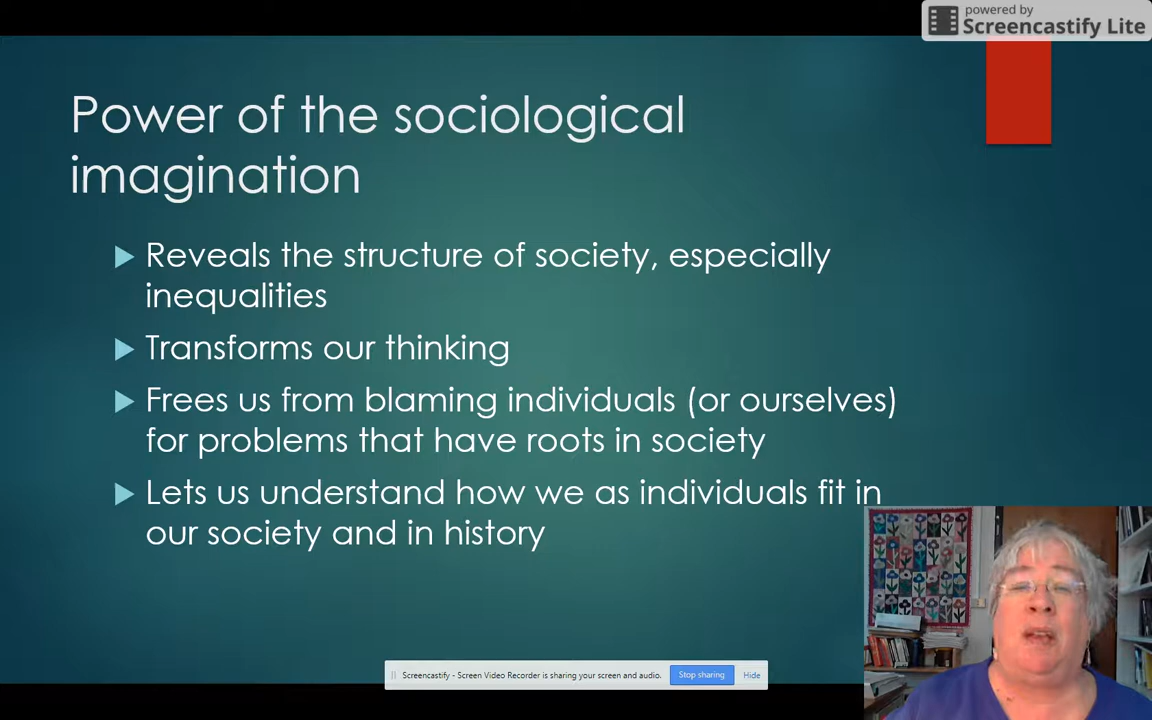 powered by
Screencastify Lite
Power of the sociological
imagination
Reveals the structure of society, especially
inequalities
Transforms our thinking
Frees us from blaming individuals (or ourselves)
for problems that have roots in society
Lets us understand how we as individuals fit in
our society and in history
Screencastify - Screen Video Recorder is sharing your screen and audio.
Stop sharing
Hide